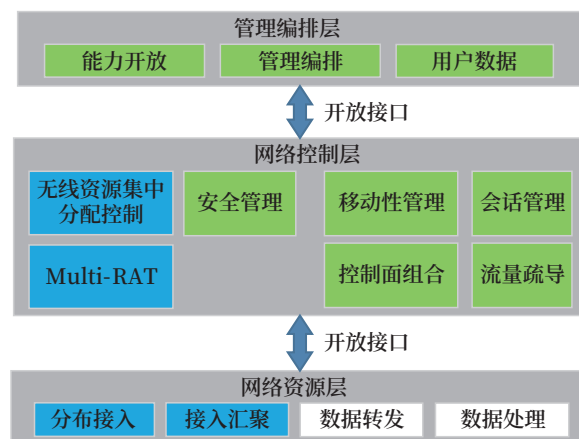 管理编排层
能力开放
管理编排
用户数据
开放接口
网络控制层
无线资源集中
分配控制
安全管理
移动性管理
会话管理
Multi-RAT
控制面组合
流量疏导
开放接口
网络资源层
分布接入
接入汇聚
数据转发
数据处理